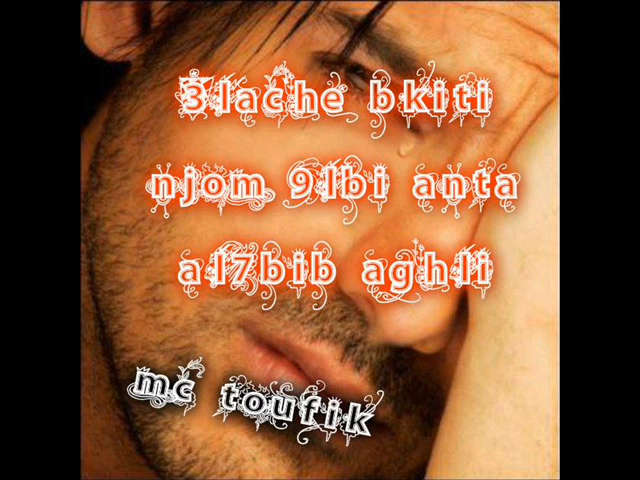 3lache bkiti
njom 9lbi anta
al7bib aghli
mc toufik